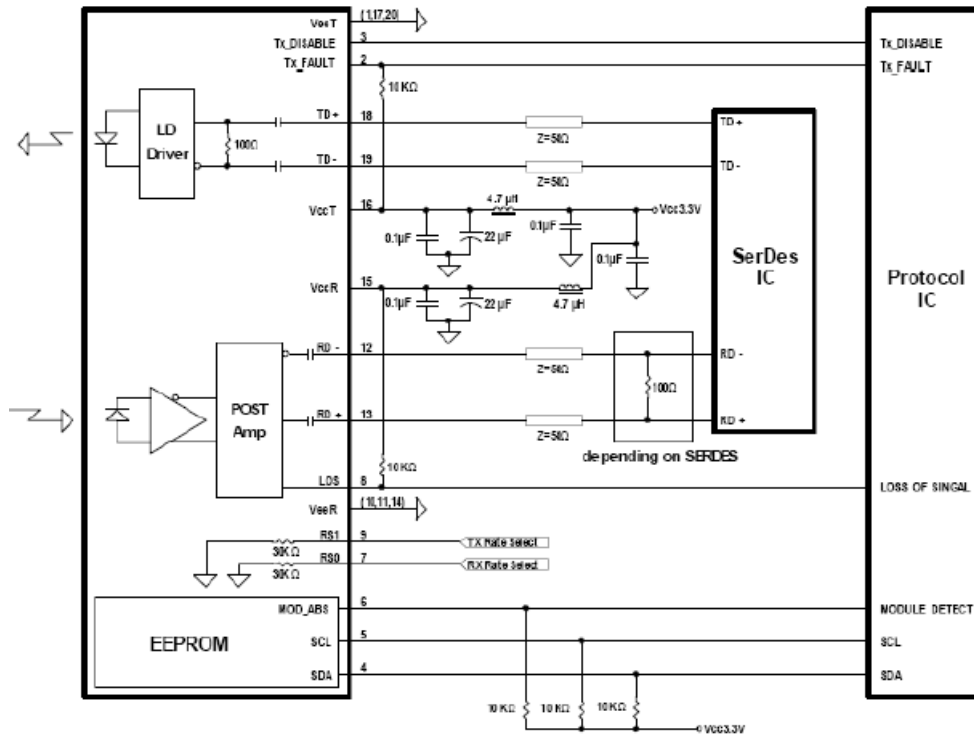 VeeT (1,17,20)
Tx_DISABLE 3 Tx_DISABLE
Tx_FAULT 2 Tx_FAULT
10 KΩ
LD Driver
100Ω
TD+ 18 Z=50Ω TD +
TD - 19 Z=50Ω TD -
VccT 16 4.7 µH Vcc3.3V
0.1µF 22 µF 0.1µF
0.1µF
SerDes IC
Protocol IC
VccR 15
0.1µF 22 µF 4.7 µH
RD - 12 Z=50Ω RD -
POST Amp
100Ω
RD + 13 Z=50Ω RD +
depending on SERDES
10 KΩ
LOS 8 LOSS OF SINGAL
VeeR (10,11,14)
RS1 9 TX Rate Select
30KΩ
RS0 7 RX Rate Select
30KΩ
EEPROM
MOD_ABS 6 MODULE DETECT
SCL 5 SCL
SDA 4 SDA
10 KΩ 10 KΩ 10 KΩ
Vcc3.3V